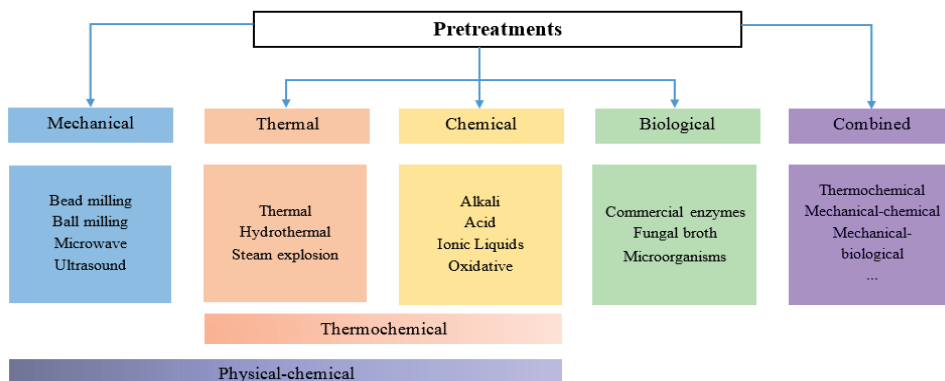 Pretreatments
Mechanical
Thermal
Chemical
Biological
Combined
Bead milling
Ball milling
Microwave
Ultrasound
Thermal
Hydrothermal
Steam explosion
Alkali
Acid
Ionic Liquids
Oxidative
Commercial enzymes
Fungal broth
Microorganisms
Thermochemical
Mechanical-chemical
Mechanical-
biological
...
Thermochemical
Physical-chemical